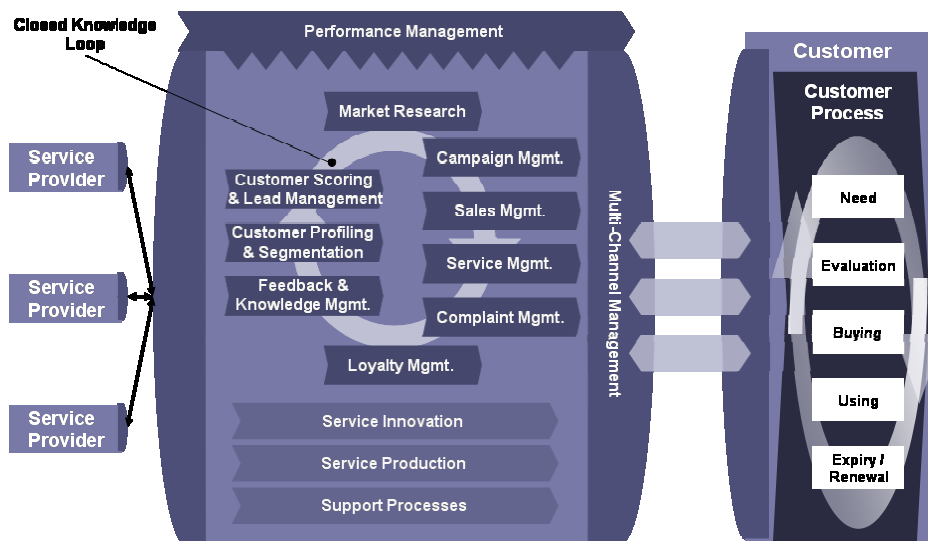 Closed Knowledge
Loop
Performance Management
Market Research
Campaign Mgmt.
Customer Scoring
& Lead Management
Sales Mgmt.
Customer Profiling
& Segmentation
Service Mgmt.
Feedback &
Knowledge Mgmt.
Complaint Mgmt.
Loyalty Mgmt.
Service Innovation
Service Production
Support Processes
Service
Provider
Service
Provider
Service
Provider
Multi-Channel Management
Customer
Customer
Process
Need
Evaluation
Buying
Using
Expiry /
Renewal